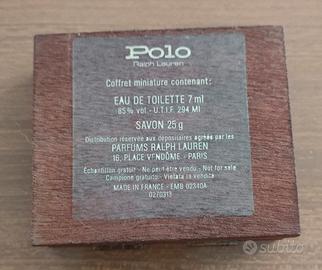 Polo
Ralph Lauren
Coffret miniature contenant:
EAU DE TOILETTE 7 ml
85% vol. - U.T.I.F. 294 MI
SAVON 25 g
Distribution réservée aux dépositaires agréés par les
PARFUMS RALPH LAUREN
16, PLACE VENDÔME - PARIS
Echantillon gratuit - Ne peut être vendu - Not for sale
Campione gratuito - Vietata la vendita
MADE IN FRANCE - EMB 02340A
0270313
subito